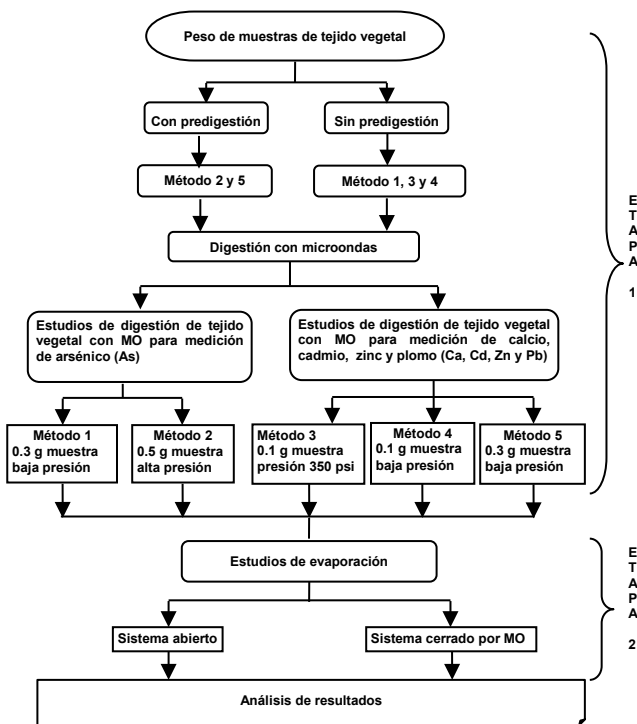 Peso de muestras de tejido vegetal
Con predigestión
Sin predigestión
Método 2 y 5
Método 1, 3 y 4
Digestión con microondas
Estudios de digestión de tejido
vegetal con MO para medición
de arsénico (As)
Estudios de digestión de tejido vegetal
con MO para medición de calcio,
cadmio, zinc y plomo (Ca, Cd, Zn y Pb)
Método 1
0.3 g muestra
baja presión
Método 2
0.5 g muestra
alta presión
Método 3
0.1 g muestra
presión 350 psi
Método 4
0.1 g muestra
baja presión
Método 5
0.3 g muestra
baja presión
ETAPA 1
Estudios de evaporación
Sistema abierto
Sistema cerrado por MO
ETAPA 2
Análisis de resultados